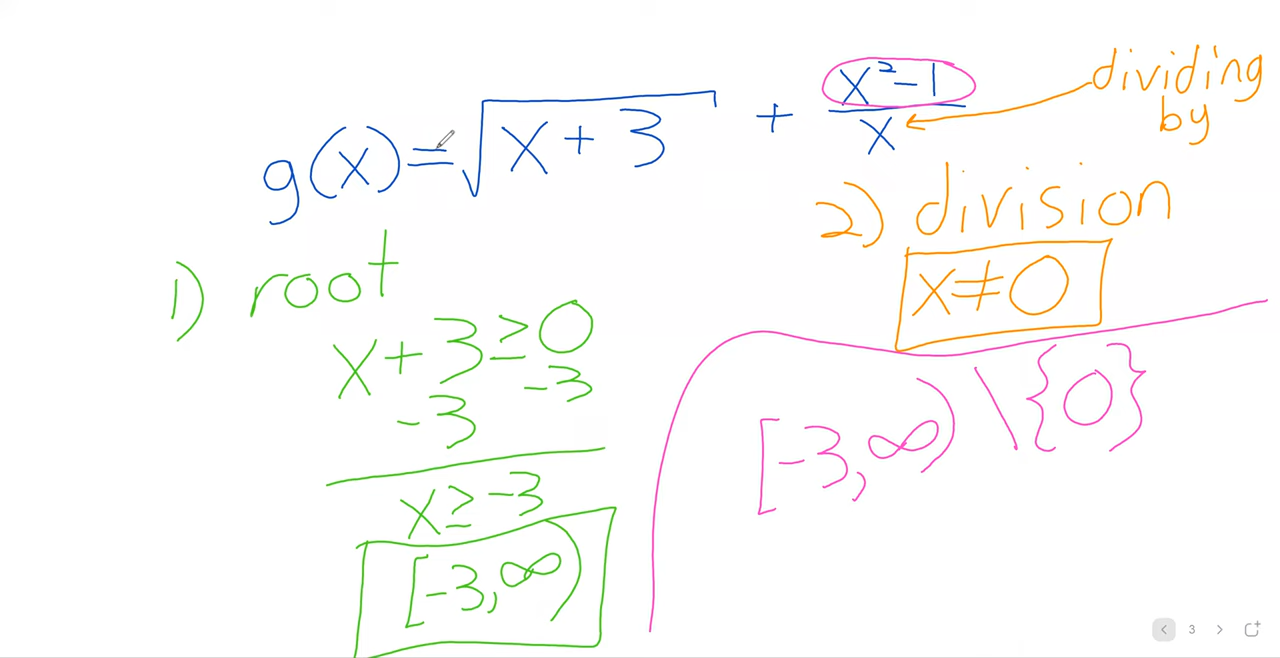 g(x)=√x+3 + x²-1/x
dividing by
1) root
x+3≥0
-3 -3
x≥-3
[-3,∞)
2) division
x≠0
[-3,∞)\{0}
3